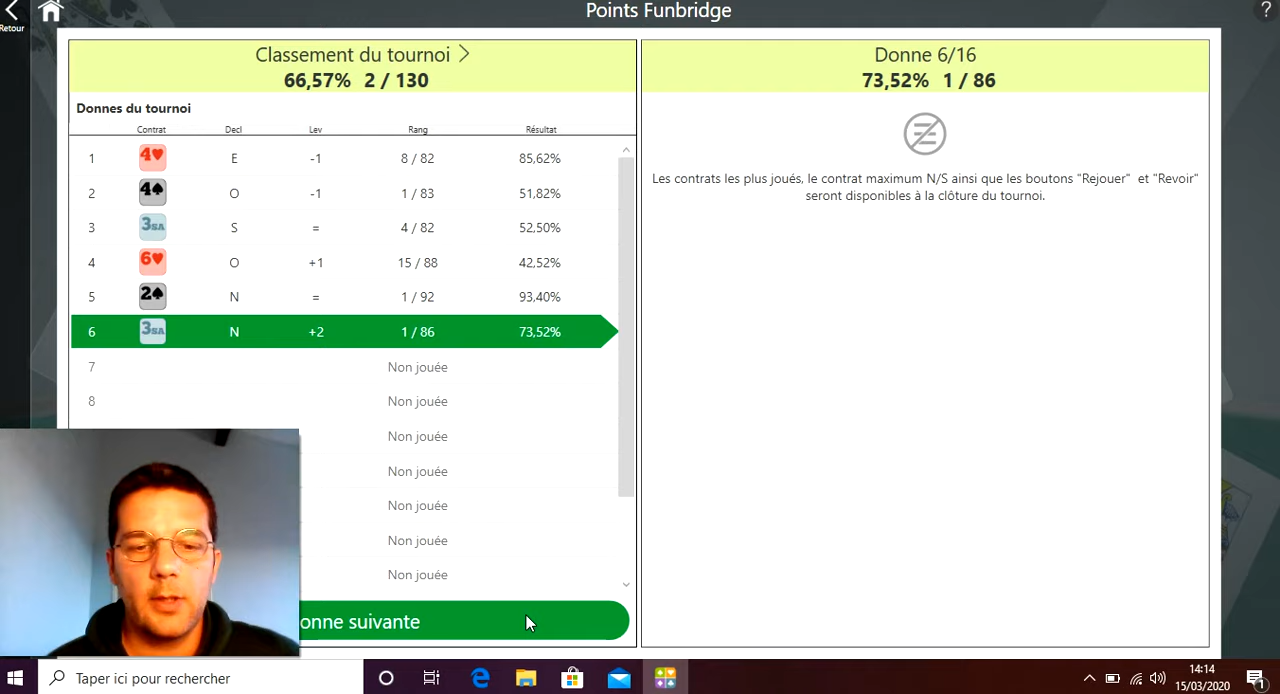 Points Funbridge
?
Retour
Classement du tournoi >
66,57% 2 / 130
Donnes du tournoi
Contrat Decl Lev Rang Résultat
1 4♥ E -1 8 / 82 85,62%
2 4♠ O -1 1 / 83 51,82%
3 3SA S = 4 / 82 52,50%
4 6♥ O +1 15 / 88 42,52%
5 2♠ N = 1 / 92 93,40%
6 3SA N +2 1 / 86 73,52%
7 Non jouée
8 Non jouée
Non jouée
Non jouée
Non jouée
Non jouée
Non jouée
onne suivante
Donne 6/16
73,52% 1 / 86
Les contrats les plus joués, le contrat maximum N/S ainsi que les boutons "Rejouer" et "Revoir"
seront disponibles à la clôture du tournoi.
Taper ici pour rechercher
14:14
15/03/2020
1